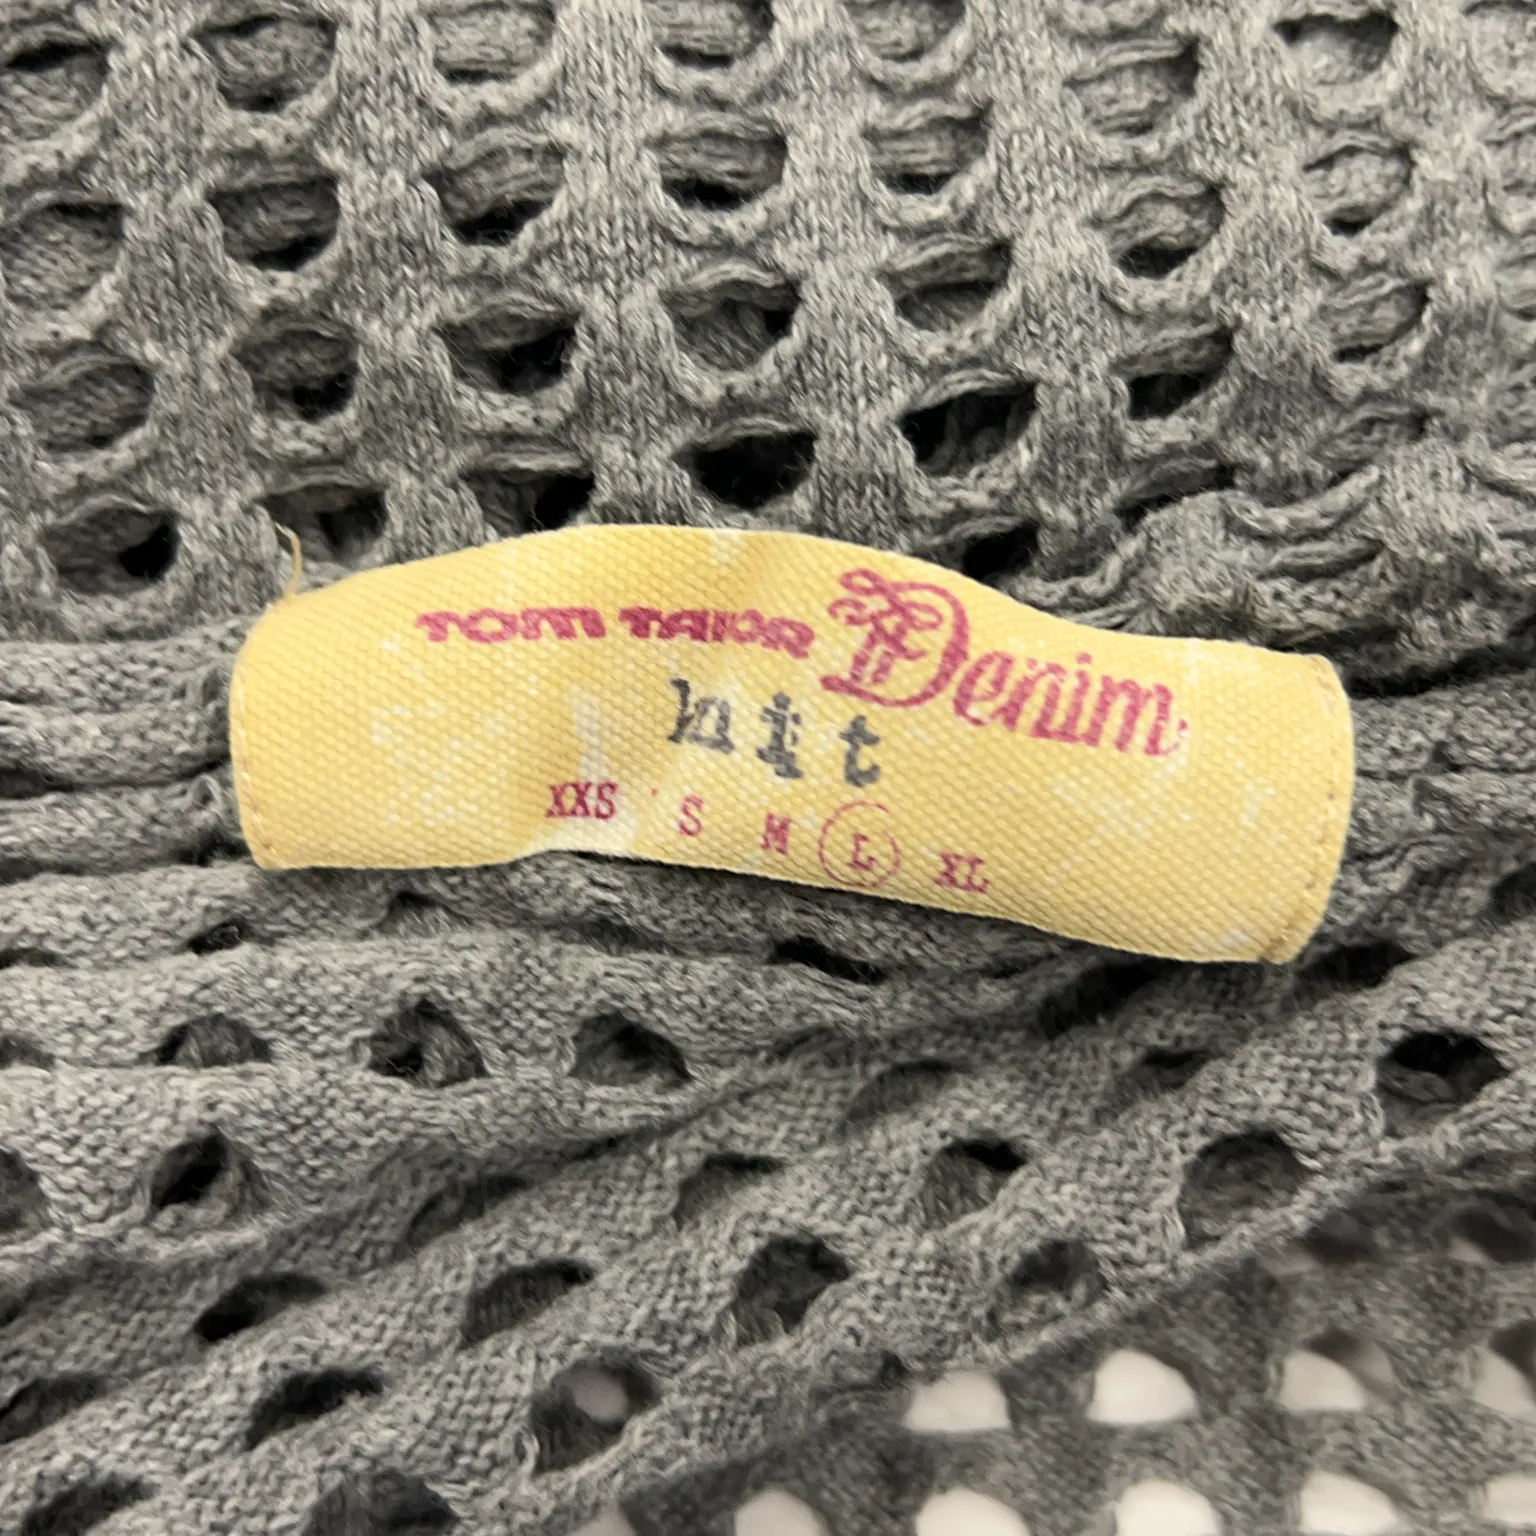 TOM TAILOR Denim
knit
XXS S M L XL